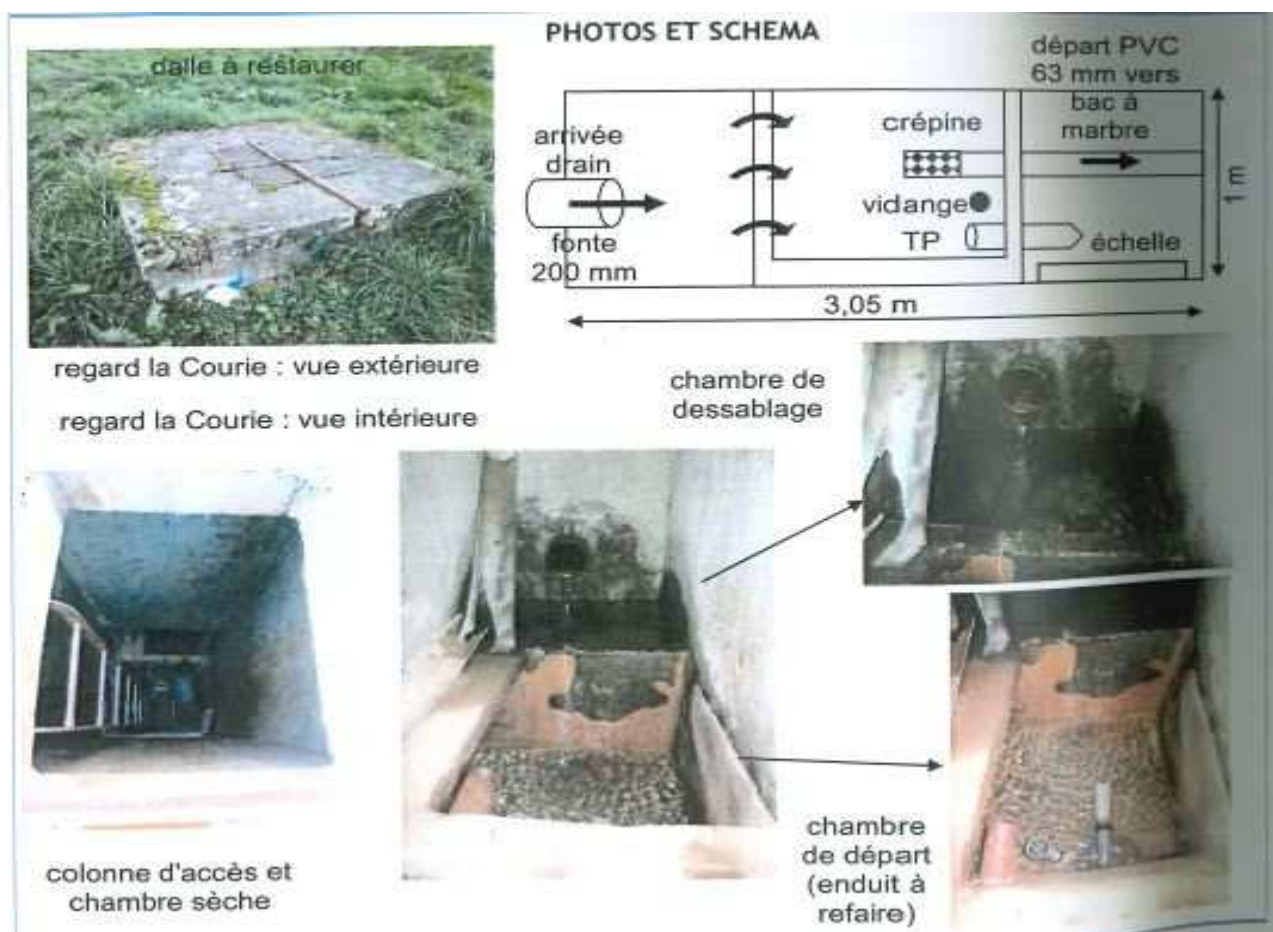 PHOTOS ET SCHEMA
dalle à restaurer
départ PVC
63 mm vers
bac à
marbre
arrivée
drain
fonte
200 mm
crépine
vidange
TP
échelle
1 m
3,05 m
regard la Courie : vue extérieure
regard la Courie : vue intérieure
chambre de
dessablage
colonne d'accès et
chambre sèche
chambre
de départ
(enduit à
refaire)